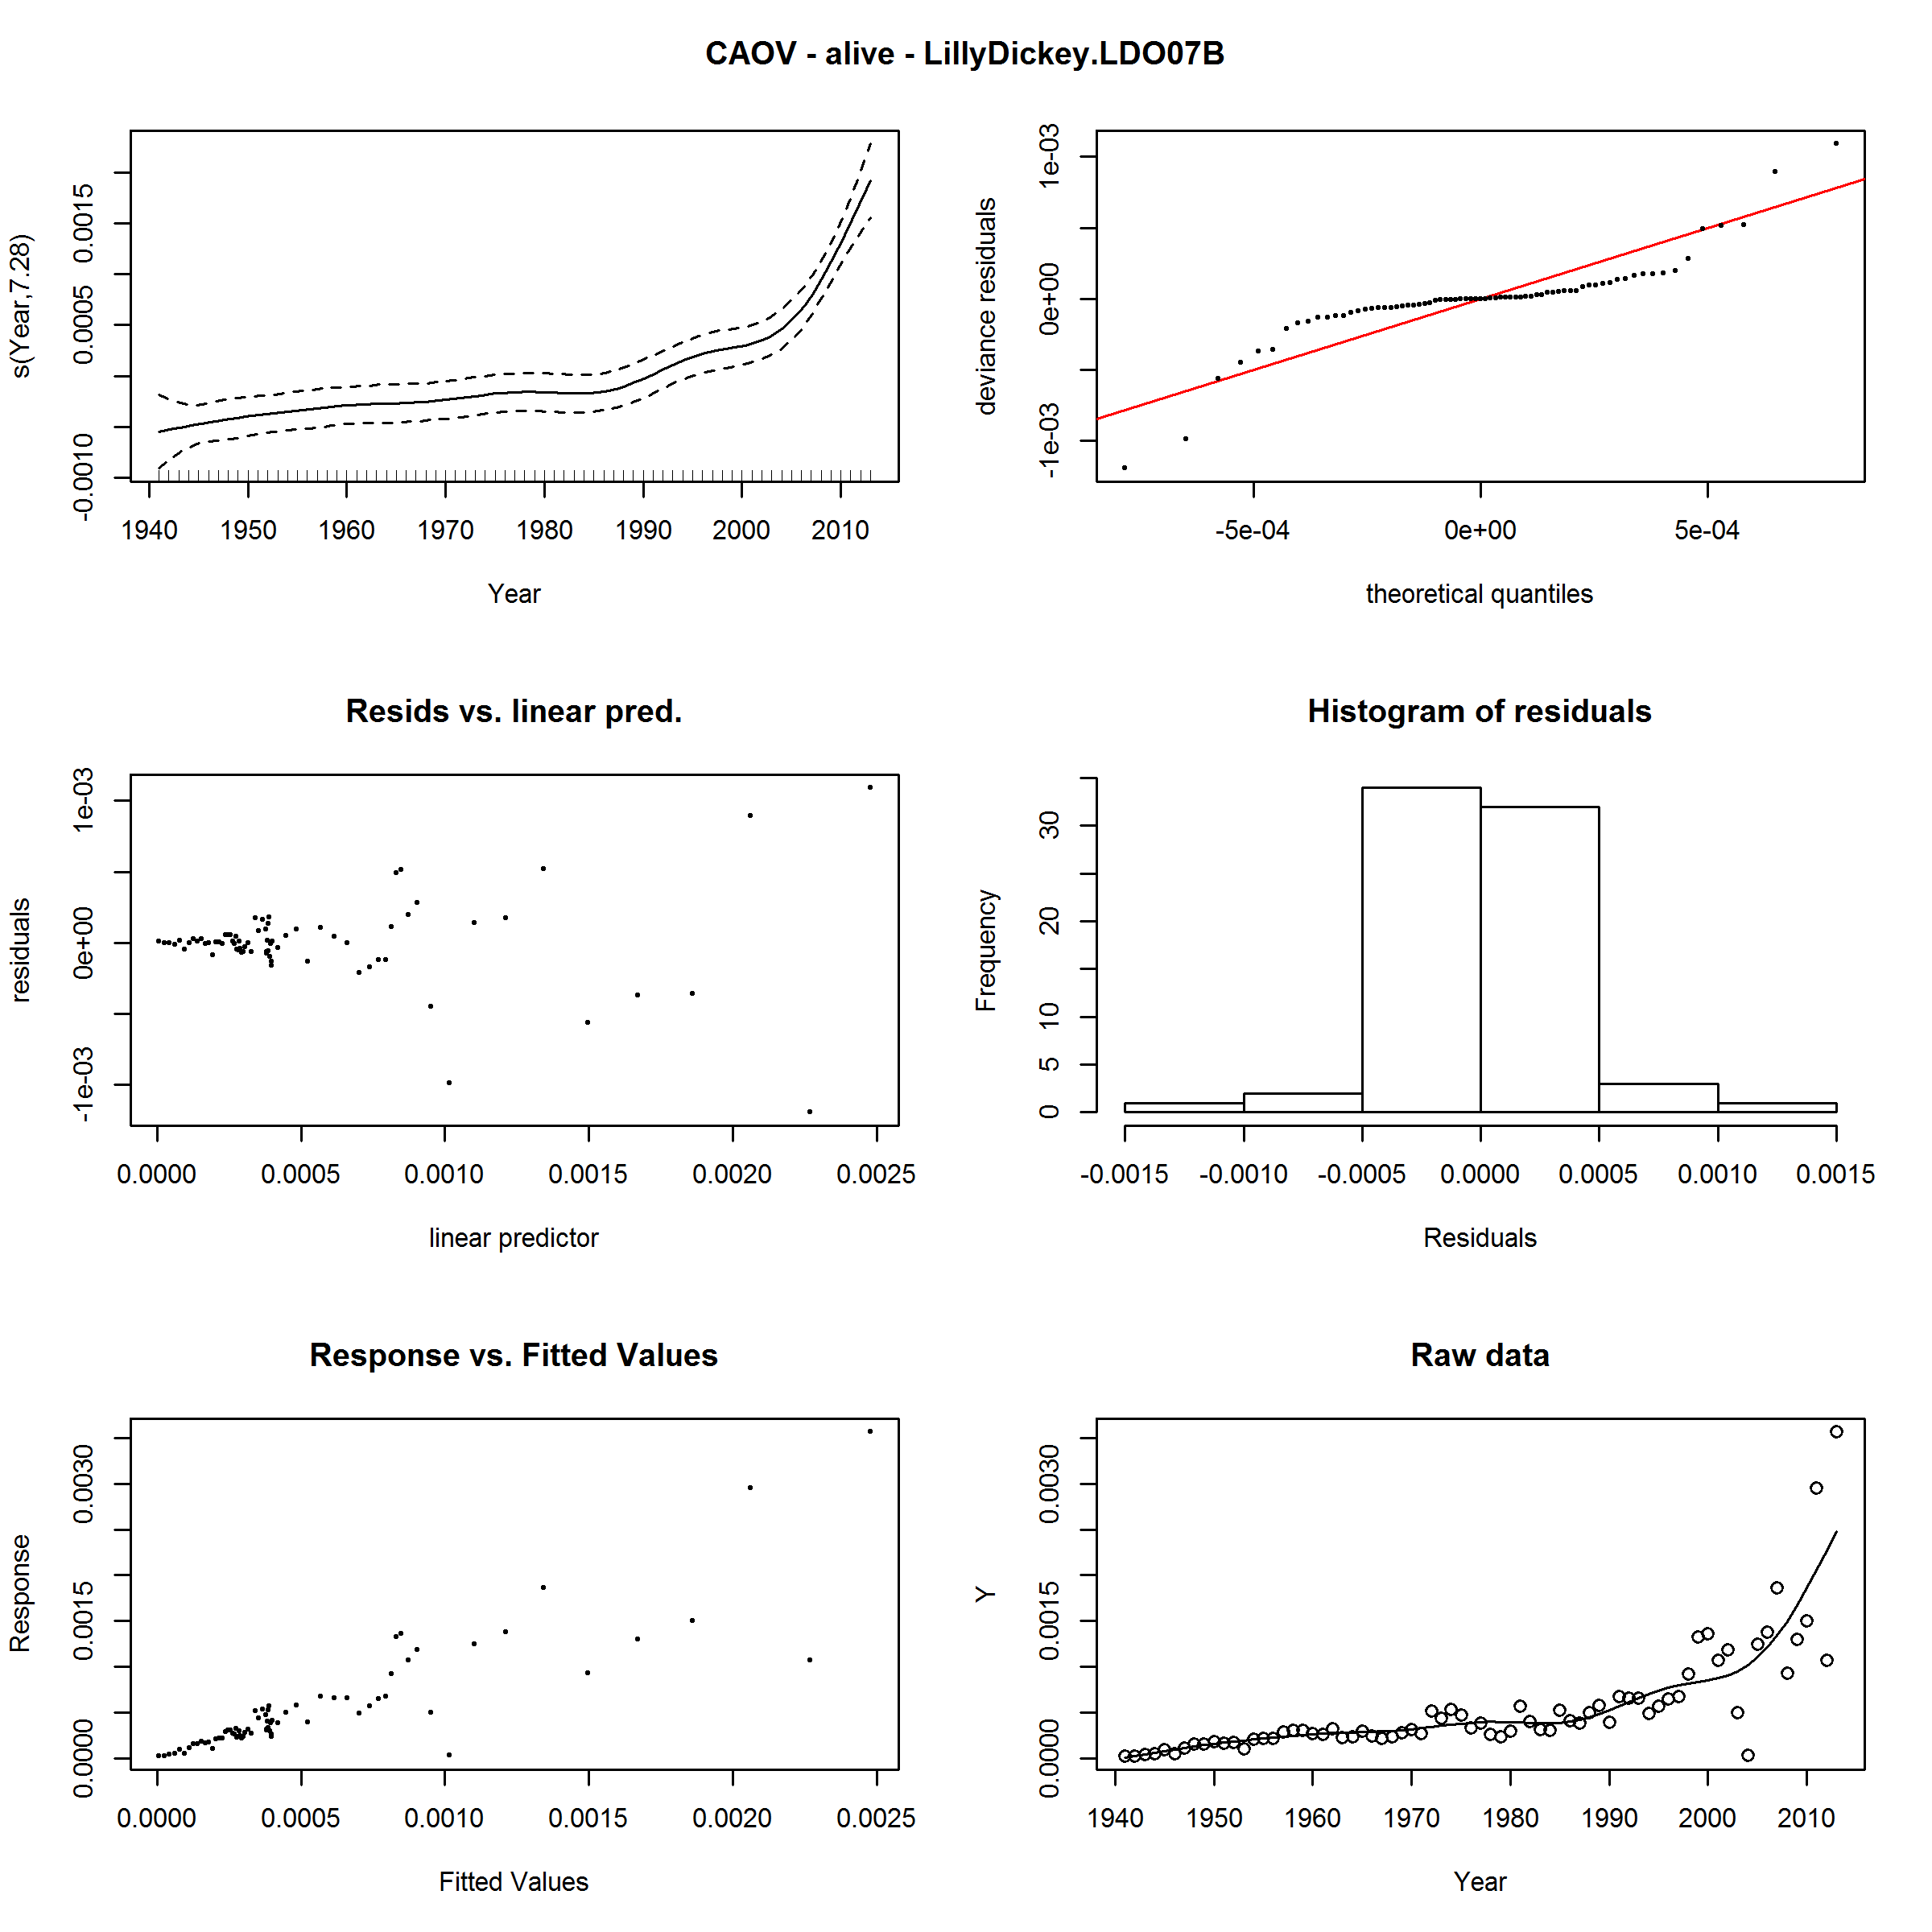 CAOV - alive - LillyDickey.LDO07B
s(Year,7.28)
-0.0010 0.0005 0.0015
1940 1950 1960 1970 1980 1990 2000 2010
Year
deviance residuals
-1e-03 0e+00 1e-03
-5e-04 0e+00 5e-04
theoretical quantiles
Resids vs. linear pred.
residuals
-1e-03 0e+00 1e-03
0.0000 0.0005 0.0010 0.0015 0.0020 0.0025
linear predictor
Histogram of residuals
Frequency
0 5 10 20 30
-0.0015 -0.0010 -0.0005 0.0000 0.0005 0.0010 0.0015
Residuals
Response vs. Fitted Values
Response
0.0000 0.0015 0.0030
0.0000 0.0005 0.0010 0.0015 0.0020 0.0025
Fitted Values
Raw data
Y
0.0000 0.0015 0.0030
1940 1950 1960 1970 1980 1990 2000 2010
Year